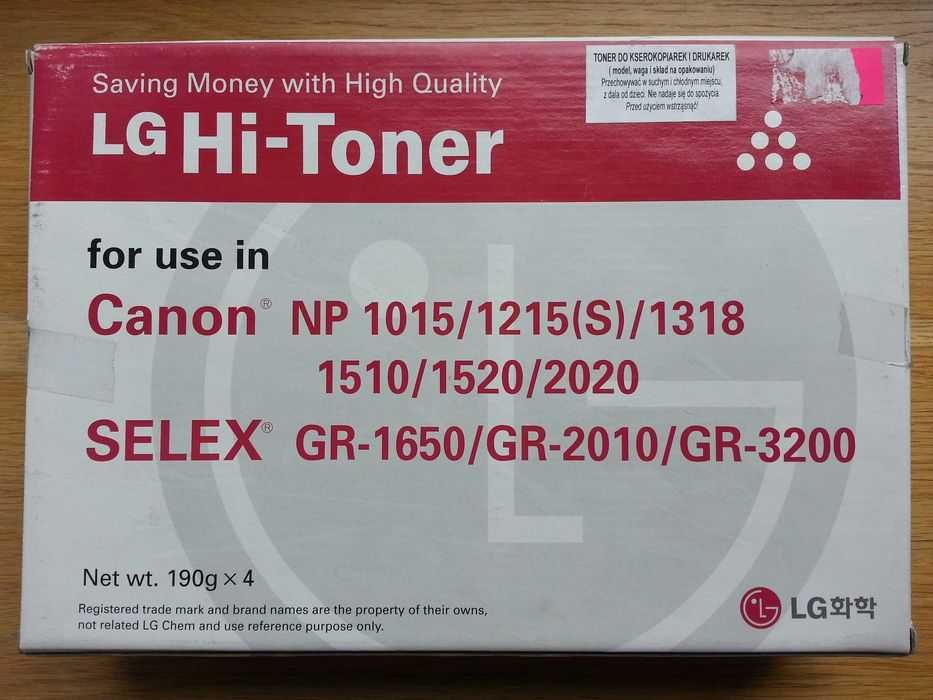 Saving Money with High Quality
LG Hi-Toner
TONER DO KSEROKOPIAREK I DRUKAREK
( model, waga i skład na opakowaniu)
Przechowywać w suchym i chłodnym miejscu,
z dala od dzieci. Nie nadaje się do spożycia.
Przed użyciem wstrząsnąć!
for use in
Canon® NP 1015/1215(S)/1318
1510/1520/2020
SELEX® GR-1650/GR-2010/GR-3200
Net wt. 190g × 4
Registered trade mark and brand names are the property of their owns,
not related LG Chem and use reference purpose only.
LG화학